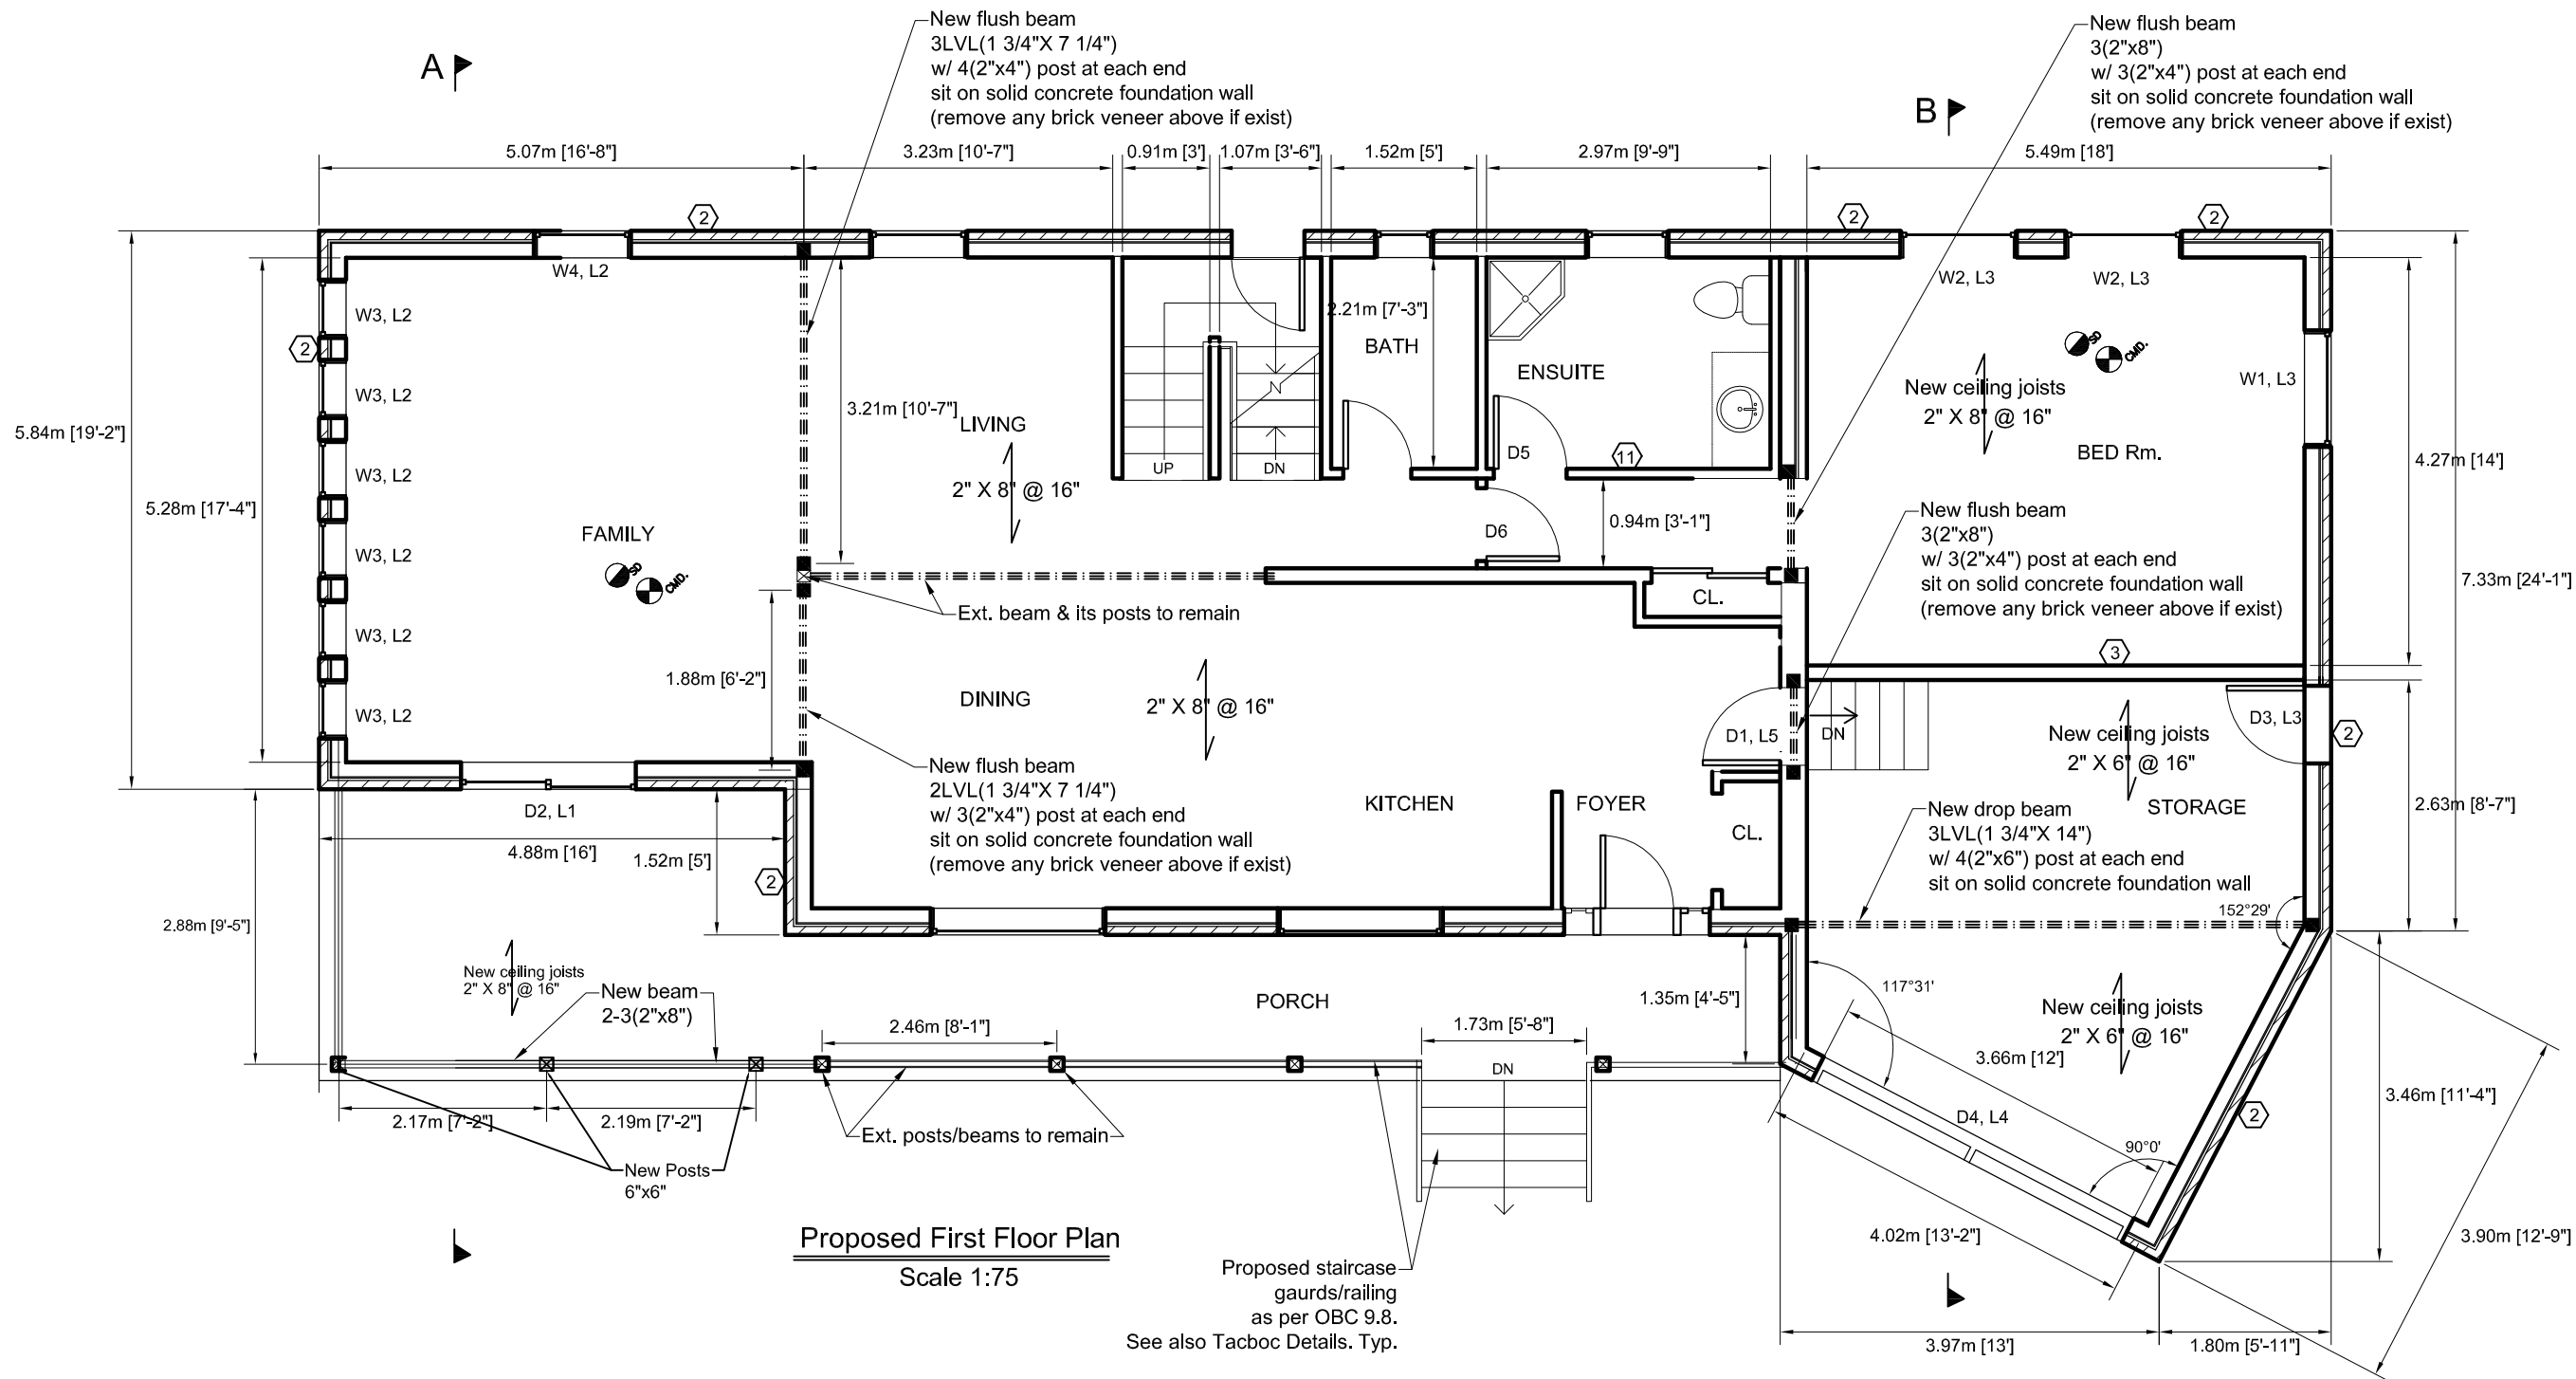 New flush beam
3LVL(1 3/4"X 7 1/4")
w/ 4(2"x4") post at each end
sit on solid concrete foundation wall
(remove any brick veneer above if exist)
New flush beam
3(2"x8")
w/ 3(2"x4") post at each end
sit on solid concrete foundation wall
(remove any brick veneer above if exist)
A
B
5.07m [16'-8"]
3.23m [10'-7"]
0.91m [3']
1.07m [3'-6"]
1.52m [5']
2.97m [9'-9"]
5.49m [18']
2
2
2
W4, L2
W2, L3
W2, L3
W3, L2
2
2.21m [7'-3"]
BATH
SD
CMD.
ENSUITE
W1, L3
New ceiling joists
2" X 8" @ 16"
W3, L2
3.21m [10'-7"]
LIVING
5.84m [19'-2"]
N
D5
11
BED Rm.
4.27m [14']
UP
DN
W3, L2
2" X 8" @ 16"
5.28m [17'-4"]
FAMILY
D6
0.94m [3'-1"]
New flush beam
3(2"x8")
w/ 3(2"x4") post at each end
sit on solid concrete foundation wall
(remove any brick veneer above if exist)
W3, L2
SD
CMD.
7.33m [24'-1"]
CL.
Ext. beam & its posts to remain
W3, L2
3
1.88m [6'-2"]
DINING
2" X 8" @ 16"
W3, L2
D1, L5
DN
New ceiling joists
2" X 6" @ 16"
D3, L3
2
New flush beam
2LVL(1 3/4"X 7 1/4")
w/ 3(2"x4") post at each end
sit on solid concrete foundation wall
(remove any brick veneer above if exist)
D2, L1
KITCHEN
FOYER
CL.
STORAGE
2.63m [8'-7"]
New drop beam
3LVL(1 3/4"X 14")
w/ 4(2"x6") post at each end
sit on solid concrete foundation wall
4.88m [16']
1.52m [5']
2
152°29'
2.88m [9'-5"]
New ceiling joists
2" X 8" @ 16"
New beam
2-3(2"x8")
PORCH
1.35m [4'-5"]
117°31'
New ceiling joists
2" X 6" @ 16"
2.46m [8'-1"]
1.73m [5'-8"]
3.66m [12']
DN
3.46m [11'-4"]
2.17m [7'-2"]
2.19m [7'-2"]
Ext. posts/beams to remain
D4, L4
2
90°0'
New Posts
6"x6"
Proposed First Floor Plan
Scale 1:75
4.02m [13'-2"]
3.90m [12'-9"]
Proposed staircase
gaurds/railing
as per OBC 9.8.
See also Tacboc Details. Typ.
3.97m [13']
1.80m [5'-11"]